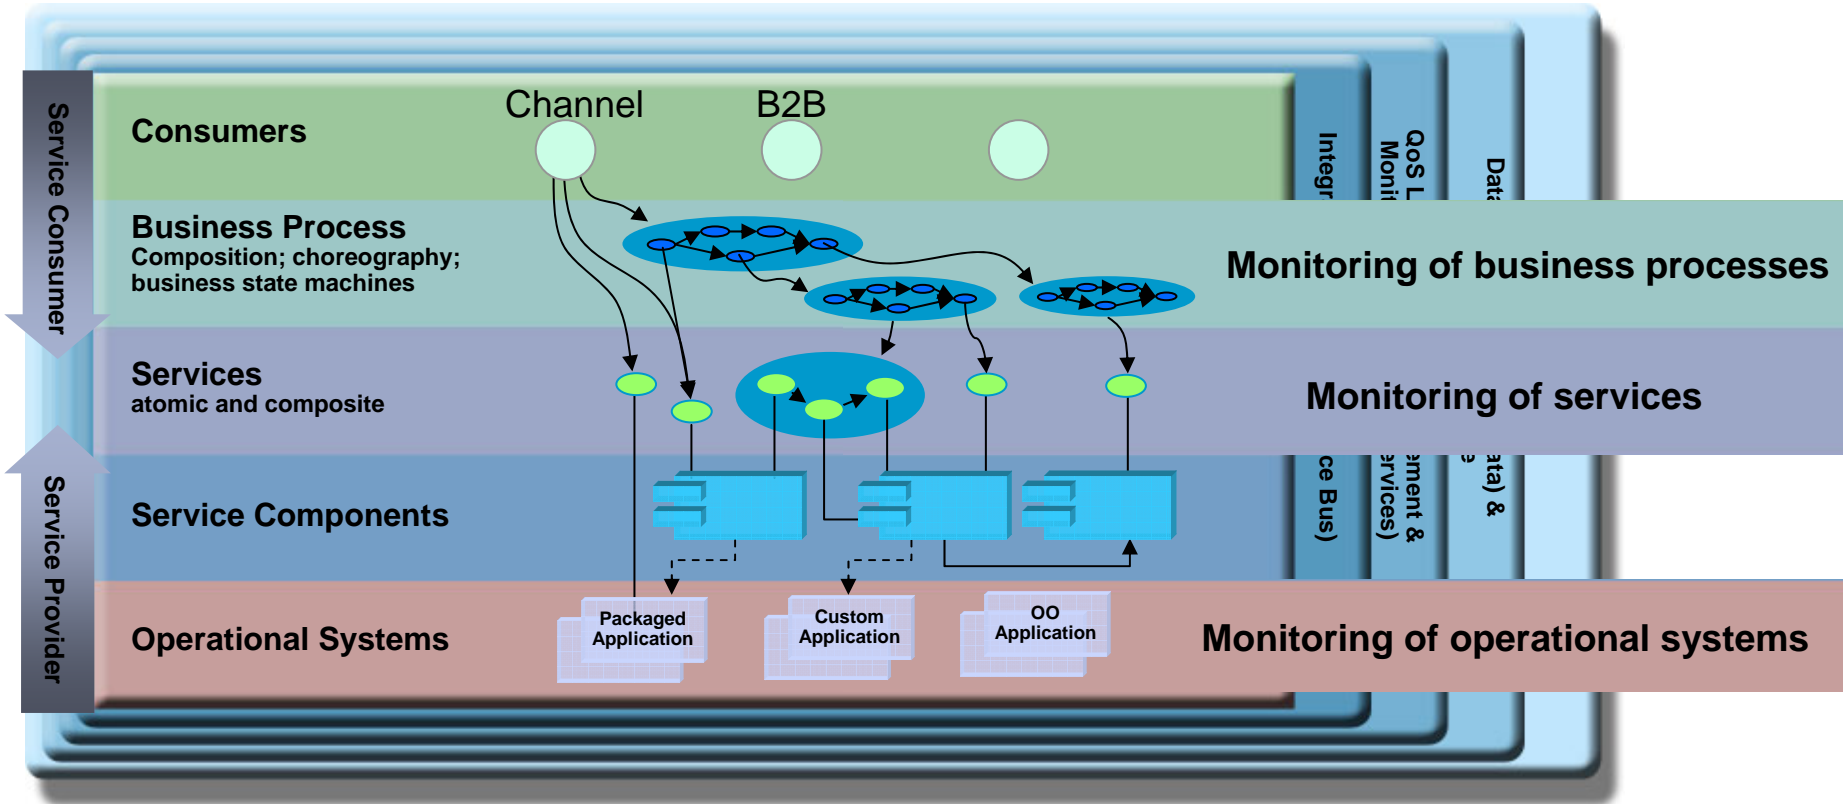 Channel
B2B
Consumers
Service Consumer
Business Process
Composition; choreography;
business state machines
Monitoring of business processes
Services
atomic and composite
Monitoring of services
Service Provider
Service Components
Operational Systems
Packaged
Application
Custom
Application
OO
Application
Monitoring of operational systems
Bus)
QoS
&
&